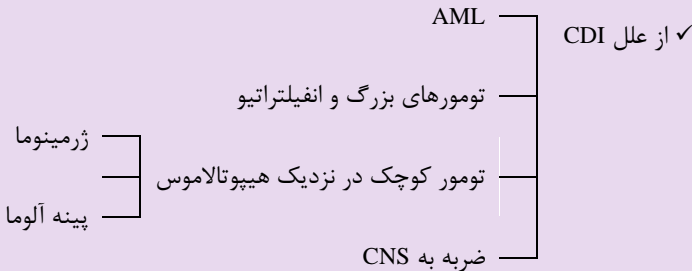 ✓ از علل CDI
AML
تومورهای بزرگ و انفیلتراتیو
تومور کوچک در نزدیک هیپوتالاموس
ژرمینوما
پینه آلوما
ضربه به CNS